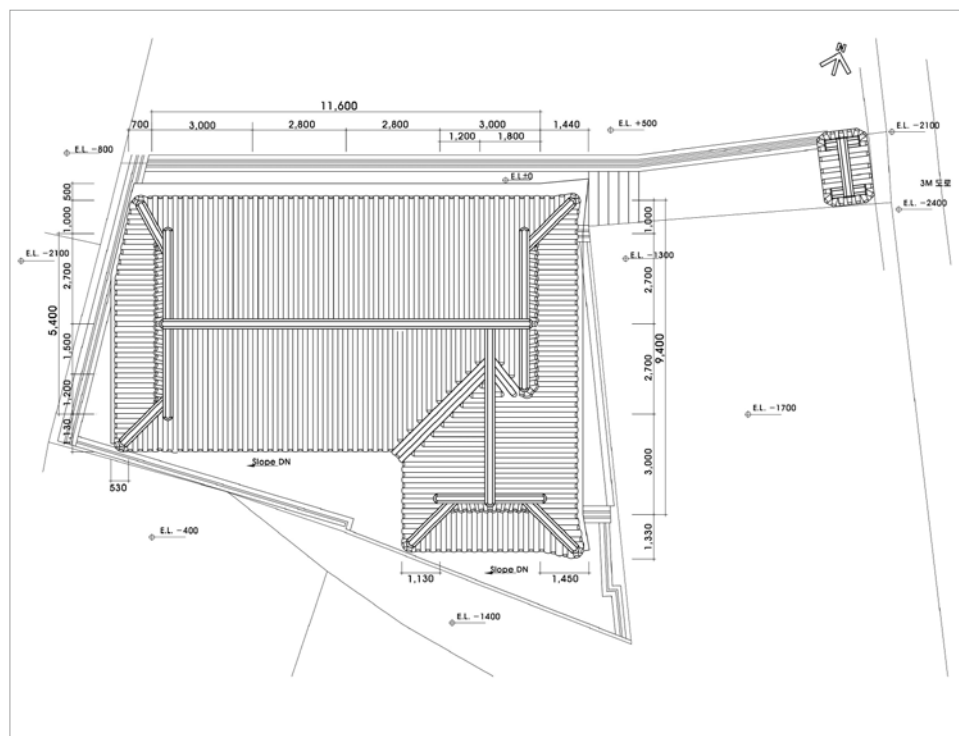 N
11,600
700
3,000
2,800
2,800
3,000
1,440
1,200
1,800
E.L. +500
E.L. -2100
E.L. -800
E.L±0
3M 도로
E.L. -2400
500
1,000
2,700
5,400
1,500
1,200
1,130
E.L. -2100
1,000
2,700
9,400
2,700
3,000
1,330
E.L. -1300
E.L. -1700
Slope DN
530
E.L. -400
1,130
Slope DN
1,450
E.L. -1400